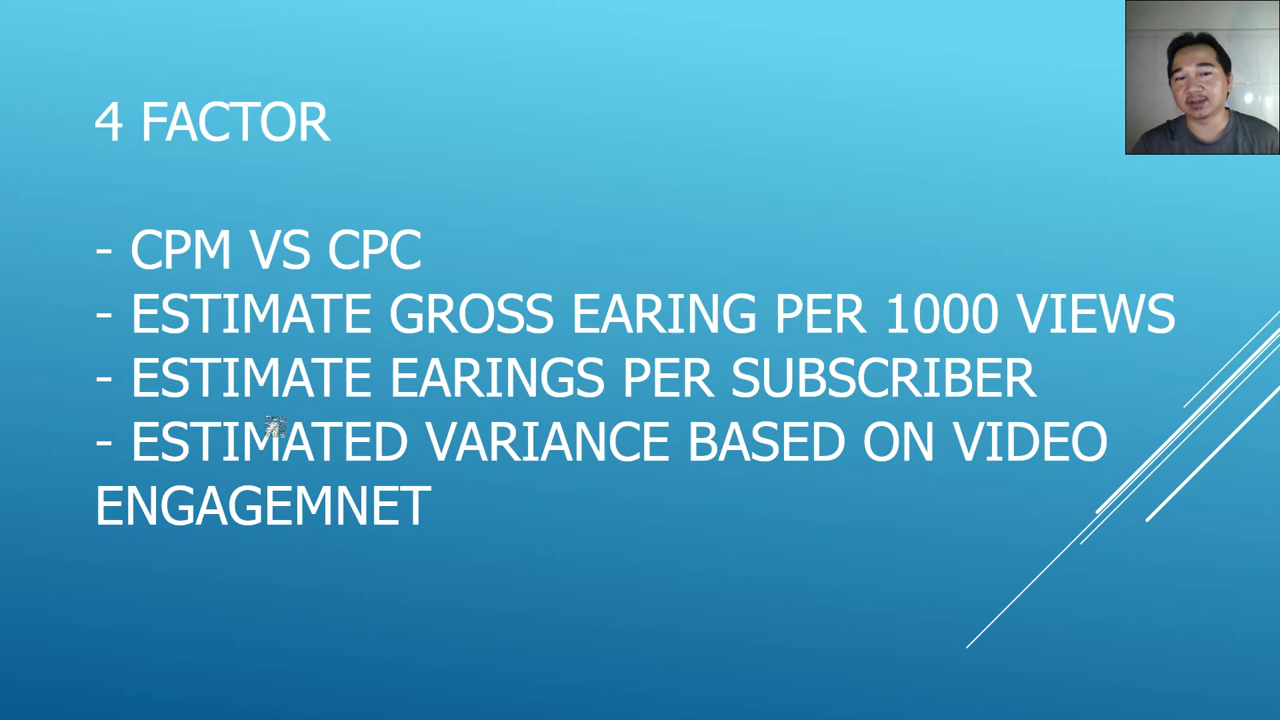 4 FACTOR
- CPM VS CPC
- ESTIMATE GROSS EARING PER 1000 VIEWS
- ESTIMATE EARINGS PER SUBSCRIBER
- ESTIMATED VARIANCE BASED ON VIDEO
ENGAGEMNET